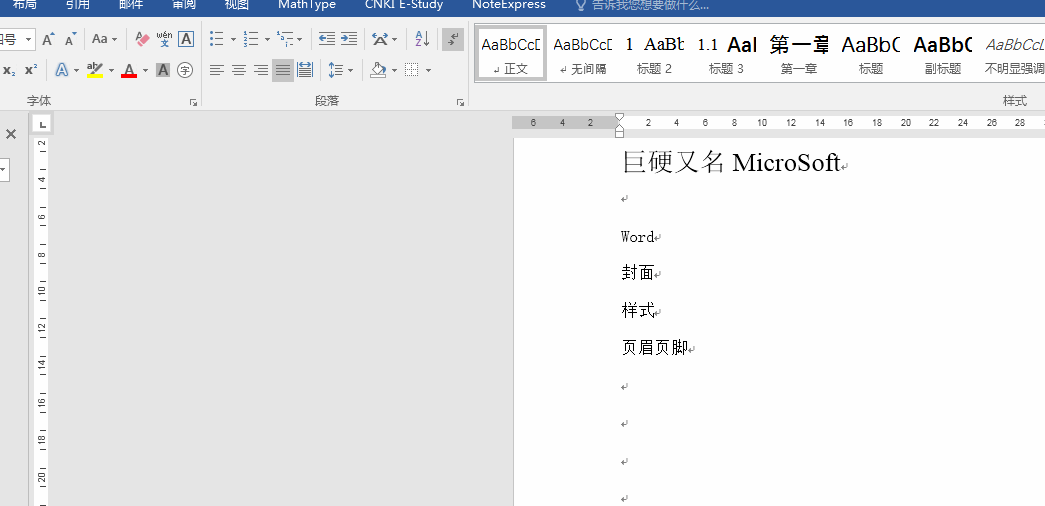 布局 引用 邮件 审阅 视图 MathType CNKI E-Study NoteExpress 告诉我您想要做什么...
四号 Aa wén A
AaBbCcD AaBbCcD 1 AaBb 1.1 AaI 第一章 AaBbC AaBbC AaBbCcD
x₂ x² A ab A A 字
正文 无间隔 标题 2 标题 3 第一章 标题 副标题 不明显强调
字体 段落 样式
6 4 2 2 4 6 8 10 12 14 16 18 20 22 24 26 28
2
4
6
8
10
12
14
16
18
20
巨硬又名 MicroSoft
Word
封面
样式
页眉页脚